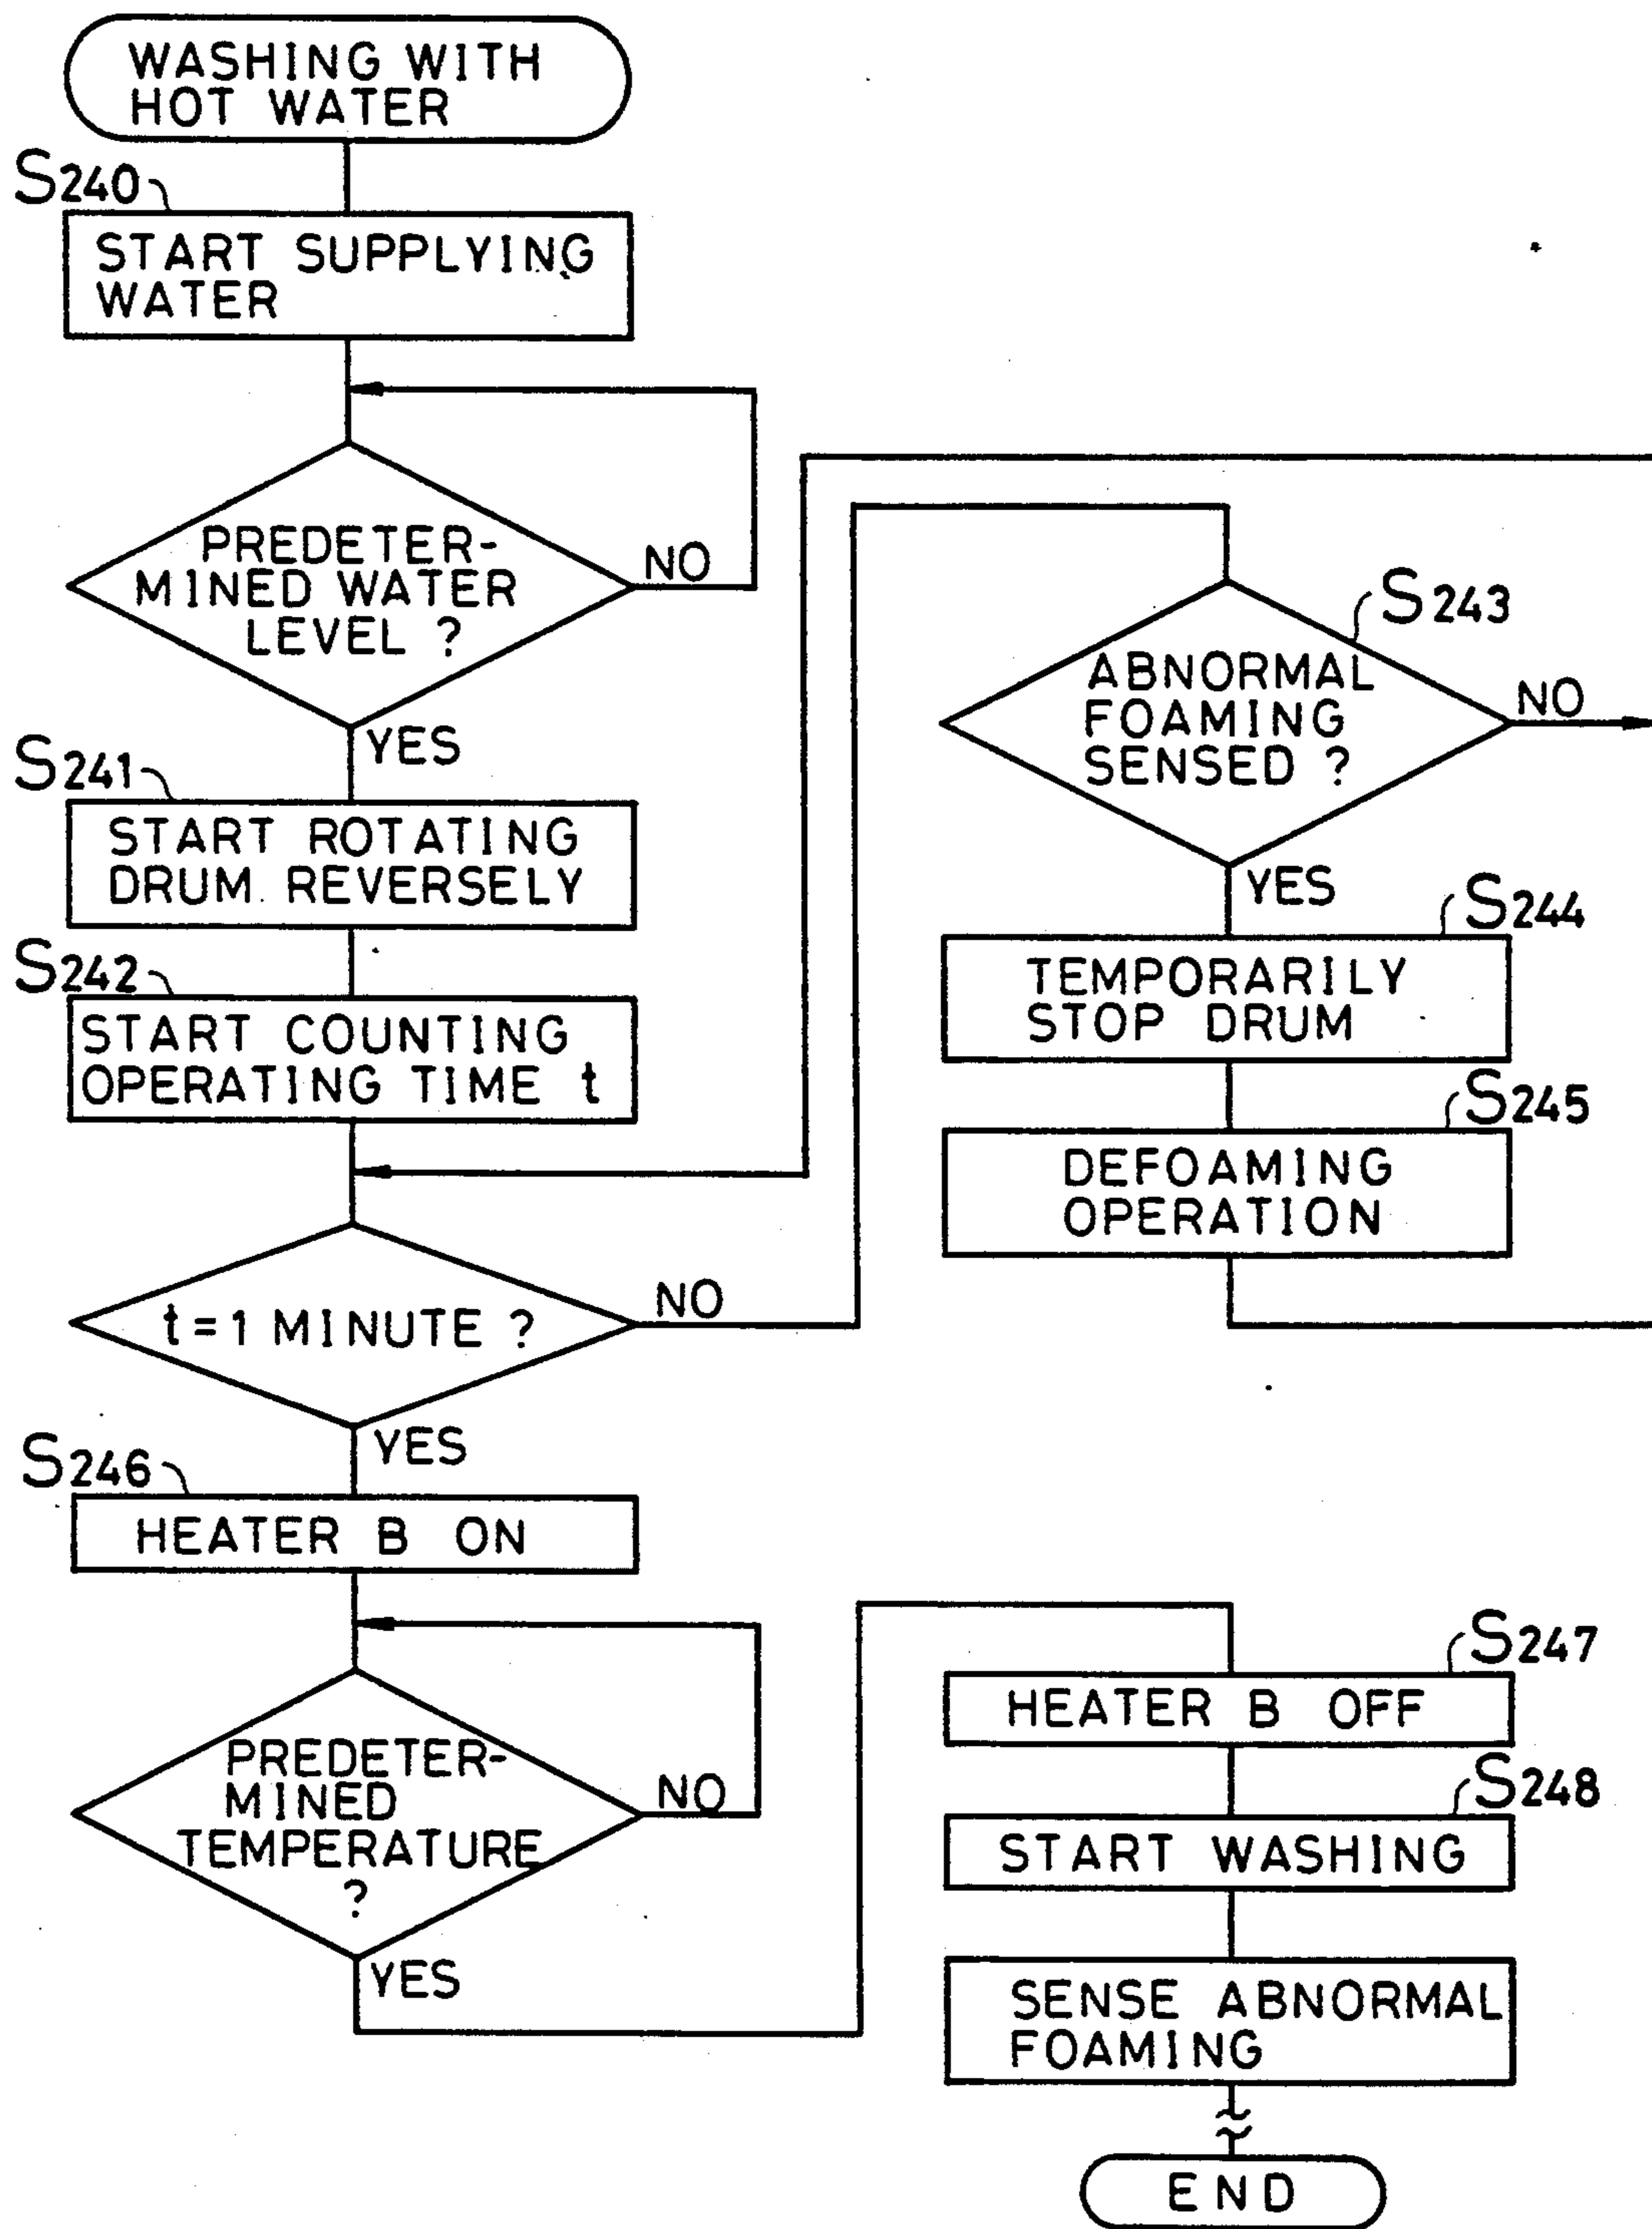 WASHING WITH
HOT WATER
S240
START SUPPLYING
WATER
PREDETER-
MINED WATER
LEVEL ?
NO
YES
S241
START ROTATING
DRUM REVERSELY
S242
START COUNTING
OPERATING TIME t
t=1 MINUTE ?
NO
YES
S243
ABNORMAL
FOAMING
SENSED ?
NO
YES
S244
TEMPORARILY
STOP DRUM
S245
DEFOAMING
OPERATION
S246
HEATER B ON
PREDETER-
MINED
TEMPERATURE
?
NO
YES
S247
HEATER B OFF
S248
START WASHING
SENSE ABNORMAL
FOAMING
END